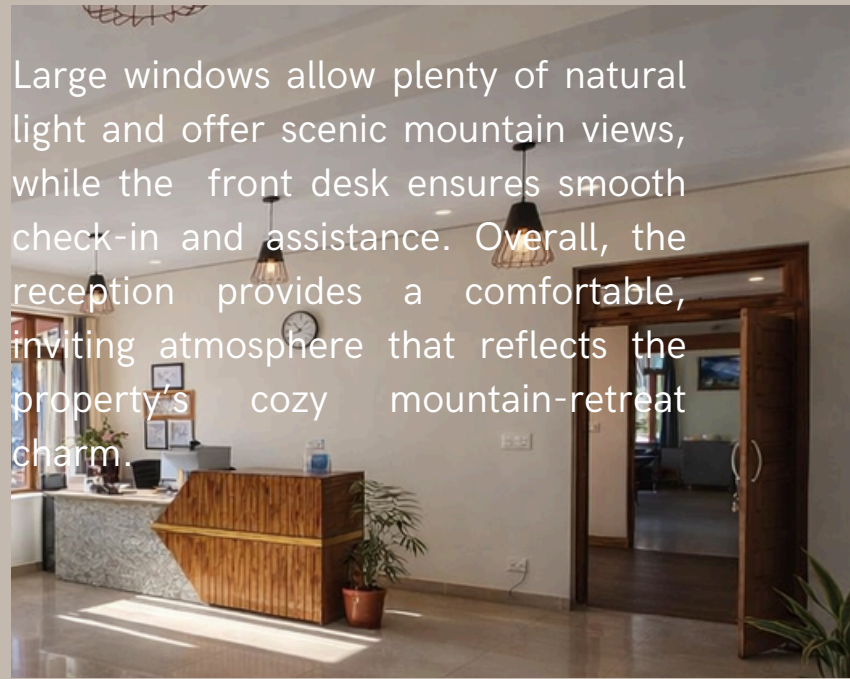 Large windows allow plenty of natural
light and offer scenic mountain views,
while the front desk ensures smooth
check-in and assistance. Overall, the
reception provides a comfortable,
inviting atmosphere that reflects the
property’s cozy mountain-retreat
charm.